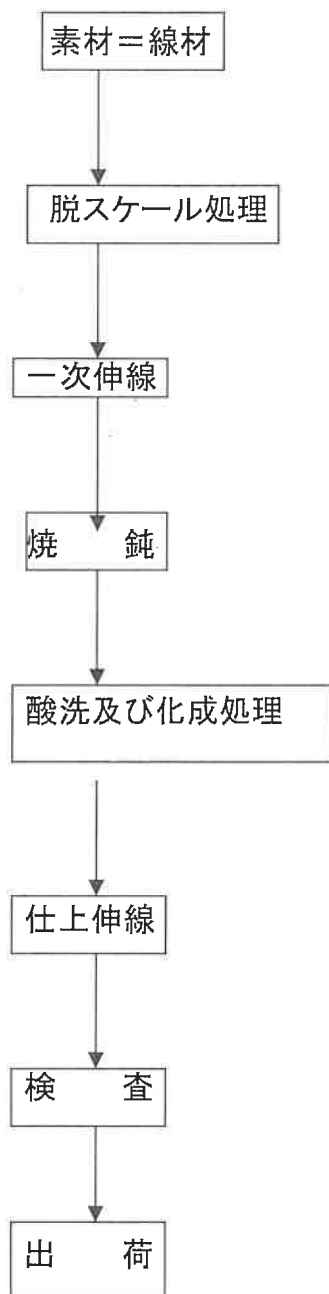 素材＝線材
脱スケール処理
一次伸線
焼　鈍
酸洗及び化成処理
仕上伸線
検　査
出　荷